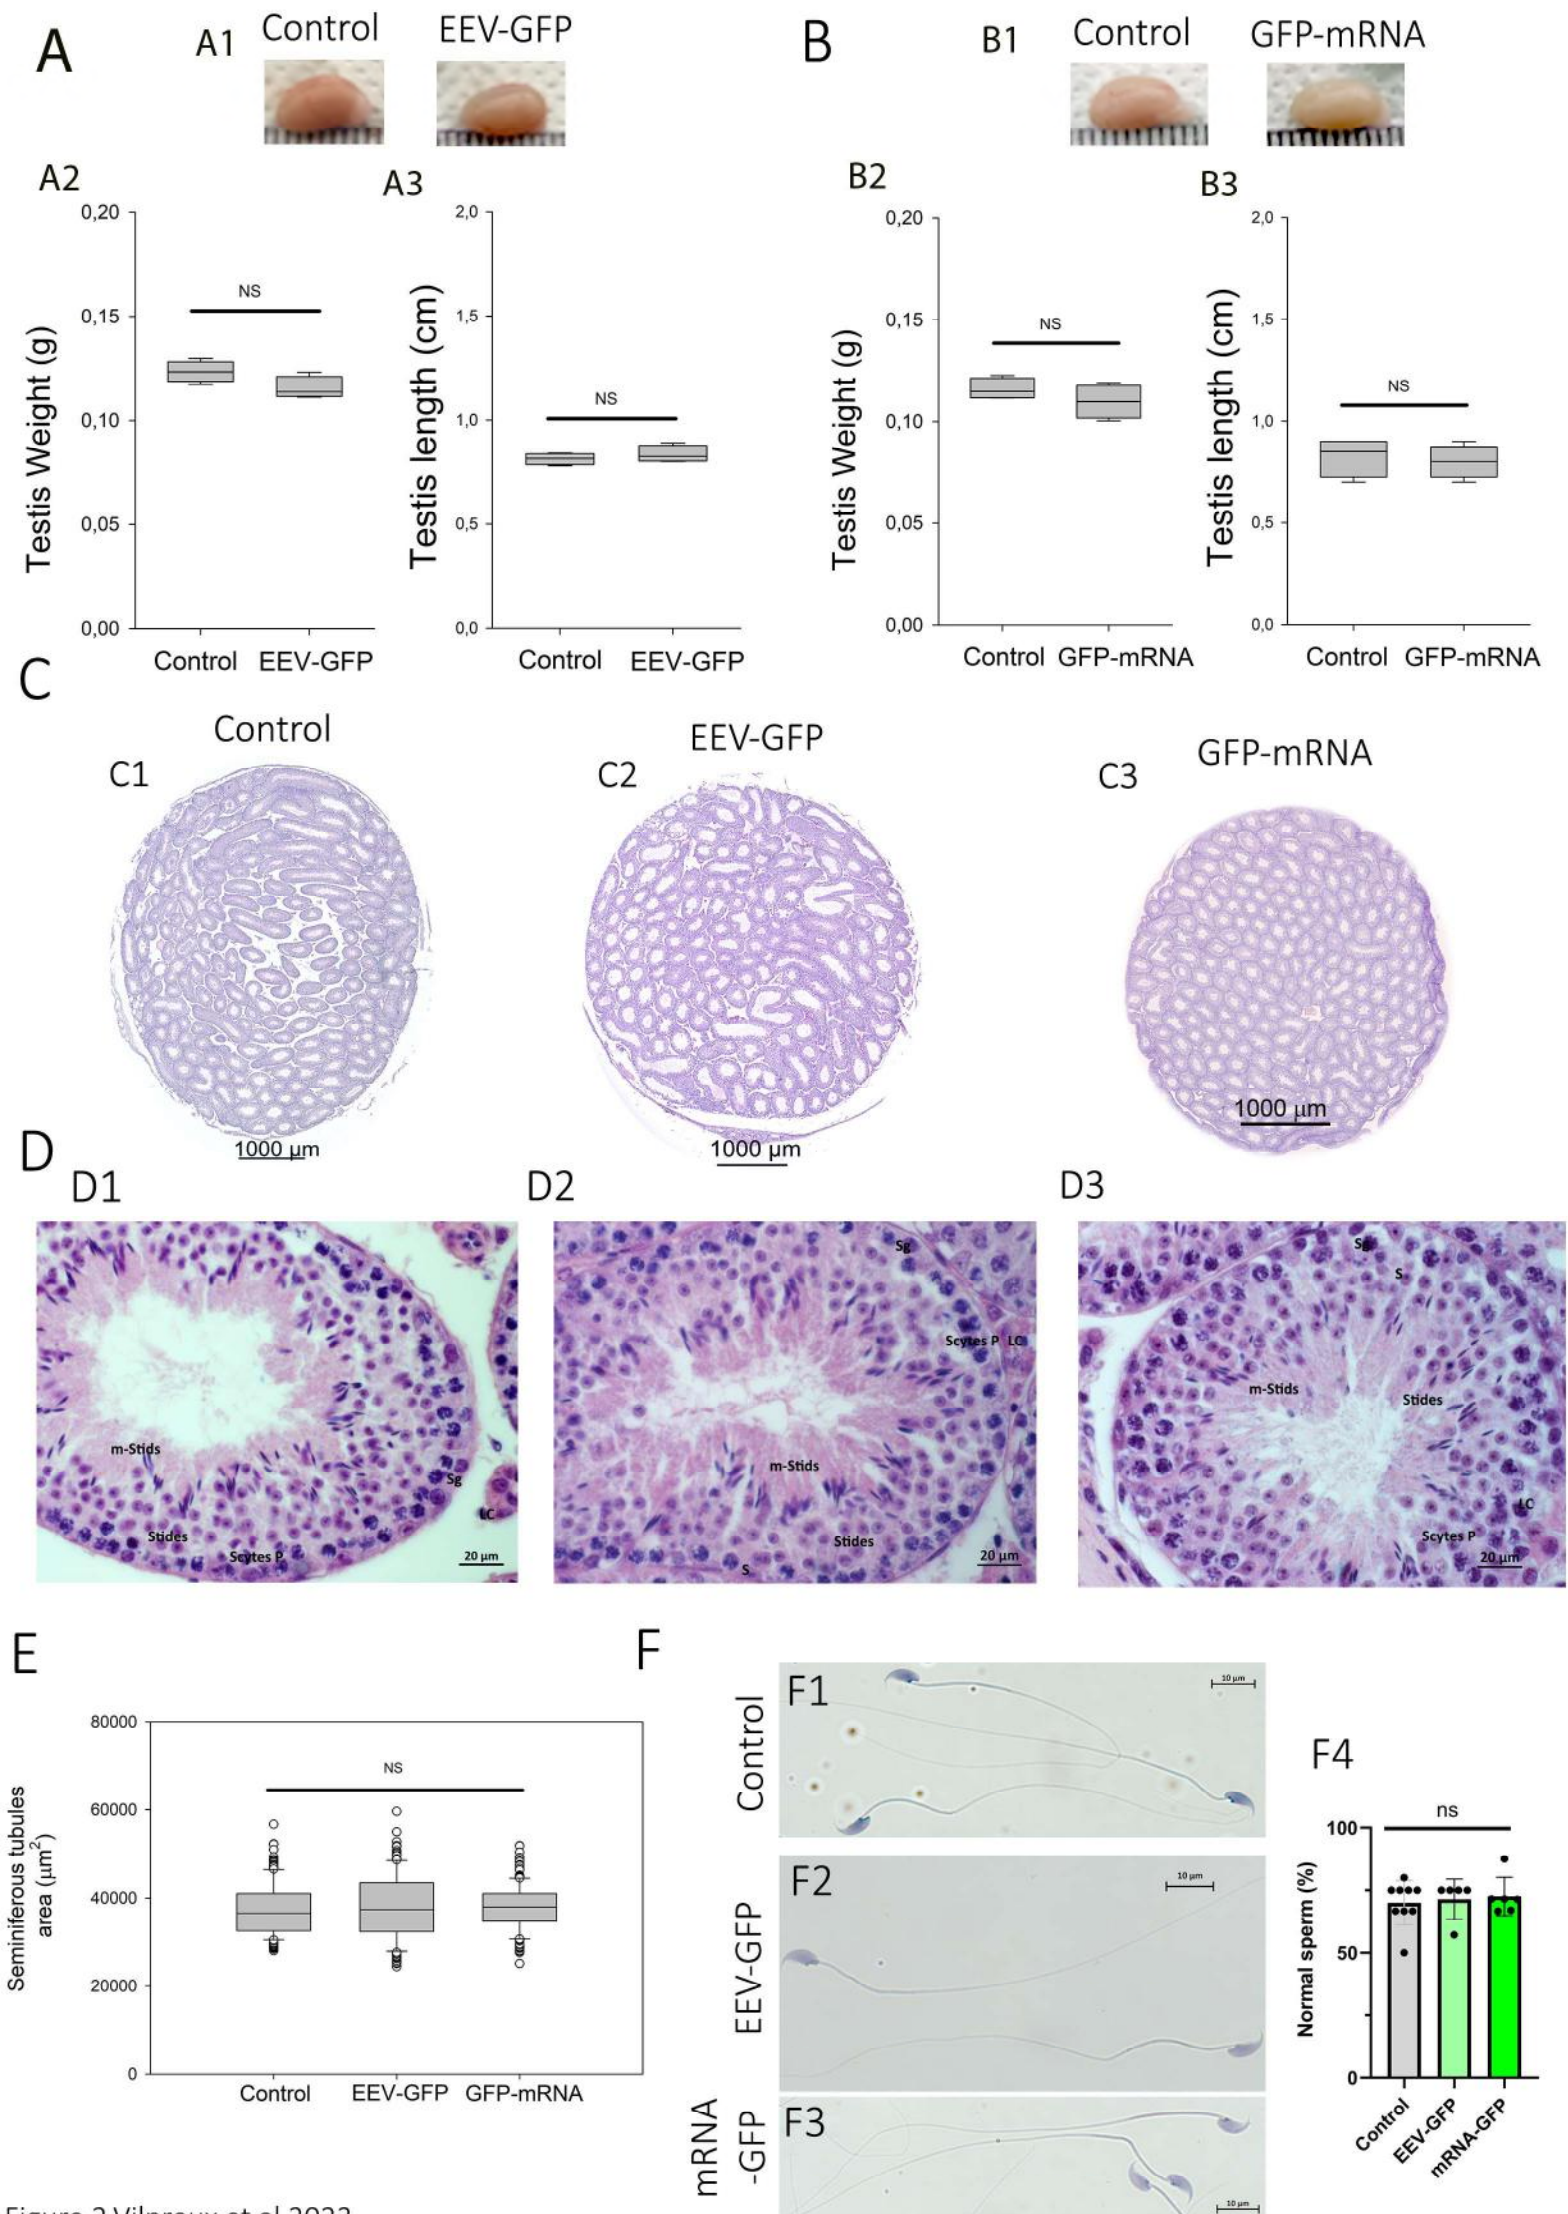 A
A1 Control EEV-GFP
B
B1 Control GFP-mRNA
A2
0,20
0,15
0,10
0,05
0,00
Testis Weight (g)
NS
Control EEV-GFP
A3
2,0
1,5
1,0
0,5
0,0
Testis length (cm)
NS
Control EEV-GFP
B2
0,20
0,15
0,10
0,05
0,00
Testis Weight (g)
NS
Control GFP-mRNA
B3
2,0
1,5
1,0
0,5
0,0
Testis length (cm)
NS
Control GFP-mRNA
C
Control
C1
1000 µm
EEV-GFP
C2
1000 µm
GFP-mRNA
C3
1000 µm
D
D1
m-Stids
Sg
LC
Stides
Scytes P
20 µm
D2
Sg
Scytes P LC
m-Stids
Stides
S
20 µm
D3
Sg
S
m-Stids
Stides
LC
Scytes P
20 µm
E
80000
60000
40000
20000
0
Seminiferous tubules
area (µm²)
NS
Control EEV-GFP GFP-mRNA
F
Control
F1
10 µm
EEV-GFP
F2
10 µm
mRNA
-GFP
F3
10 µm
F4
ns
100
50
0
Normal sperm (%)
Control
EEV-GFP
mRNA-GFP